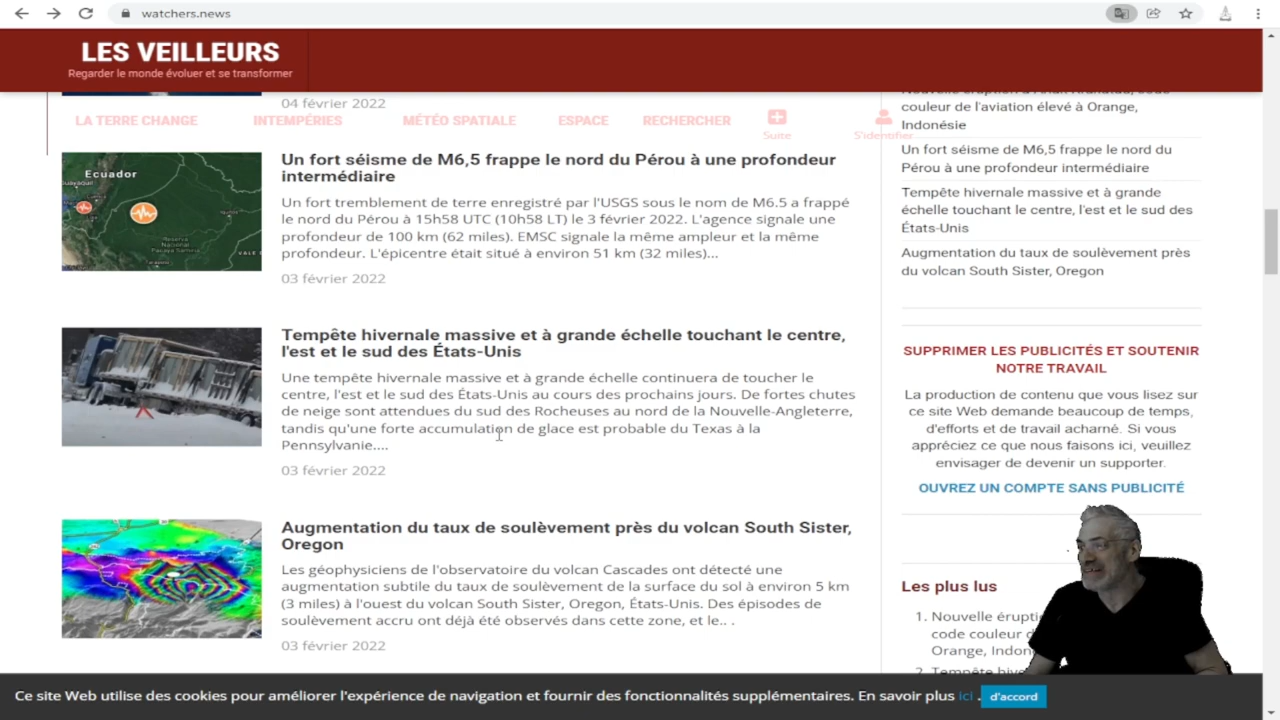 watchers.news
LES VEILLEURS
Regarder le monde évoluer et se transformer
04 février 2022
LA TERRE CHANGE
INTEMPÉRIES
MÉTÉO SPATIALE
ESPACE
RECHERCHER
Suite
S'identifier
Ecuador
Un fort séisme de M6,5 frappe le nord du Pérou à une profondeur
intermédiaire
Un fort tremblement de terre enregistré par l'USGS sous le nom de M6.5 a frappé
le nord du Pérou à 15h58 UTC (10h58 LT) le 3 février 2022. L'agence signale une
profondeur de 100 km (62 miles). EMSC signale la même ampleur et la même
profondeur. L'épicentre était situé à environ 51 km (32 miles)...
03 février 2022
Tempête hivernale massive et à grande échelle touchant le centre,
l'est et le sud des États-Unis
Une tempête hivernale massive et à grande échelle continuera de toucher le
centre, l'est et le sud des États-Unis au cours des prochains jours. De fortes chutes
de neige sont attendues du sud des Rocheuses au nord de la Nouvelle-Angleterre,
tandis qu'une forte accumulation de glace est probable du Texas à la
Pennsylvanie....
03 février 2022
Augmentation du taux de soulèvement près du volcan South Sister,
Oregon
Les géophysiciens de l'observatoire du volcan Cascades ont détecté une
augmentation subtile du taux de soulèvement de la surface du sol à environ 5 km
(3 miles) à l'ouest du volcan South Sister, Oregon, États-Unis. Des épisodes de
soulèvement accru ont déjà été observés dans cette zone, et le.. .
03 février 2022
couleur de l'aviation élevé à Orange,
Indonésie
Un fort séisme de M6,5 frappe le nord du
Pérou à une profondeur intermédiaire
Tempête hivernale massive et à grande
échelle touchant le centre, l'est et le sud des
États-Unis
Augmentation du taux de soulèvement près
du volcan South Sister, Oregon
SUPPRIMER LES PUBLICITÉS ET SOUTENIR
NOTRE TRAVAIL
La production de contenu que vous lisez sur
ce site Web demande beaucoup de temps,
d'efforts et de travail acharné. Si vous
appréciez ce que nous faisons ici, veuillez
envisager de devenir un supporter.
OUVREZ UN COMPTE SANS PUBLICITÉ
Les plus lus
1. Nouvelle érupti
code couleur d
Orange, Indon
2. Tempête hive
Ce site Web utilise des cookies pour améliorer l'expérience de navigation et fournir des fonctionnalités supplémentaires. En savoir plus ici . d'accord